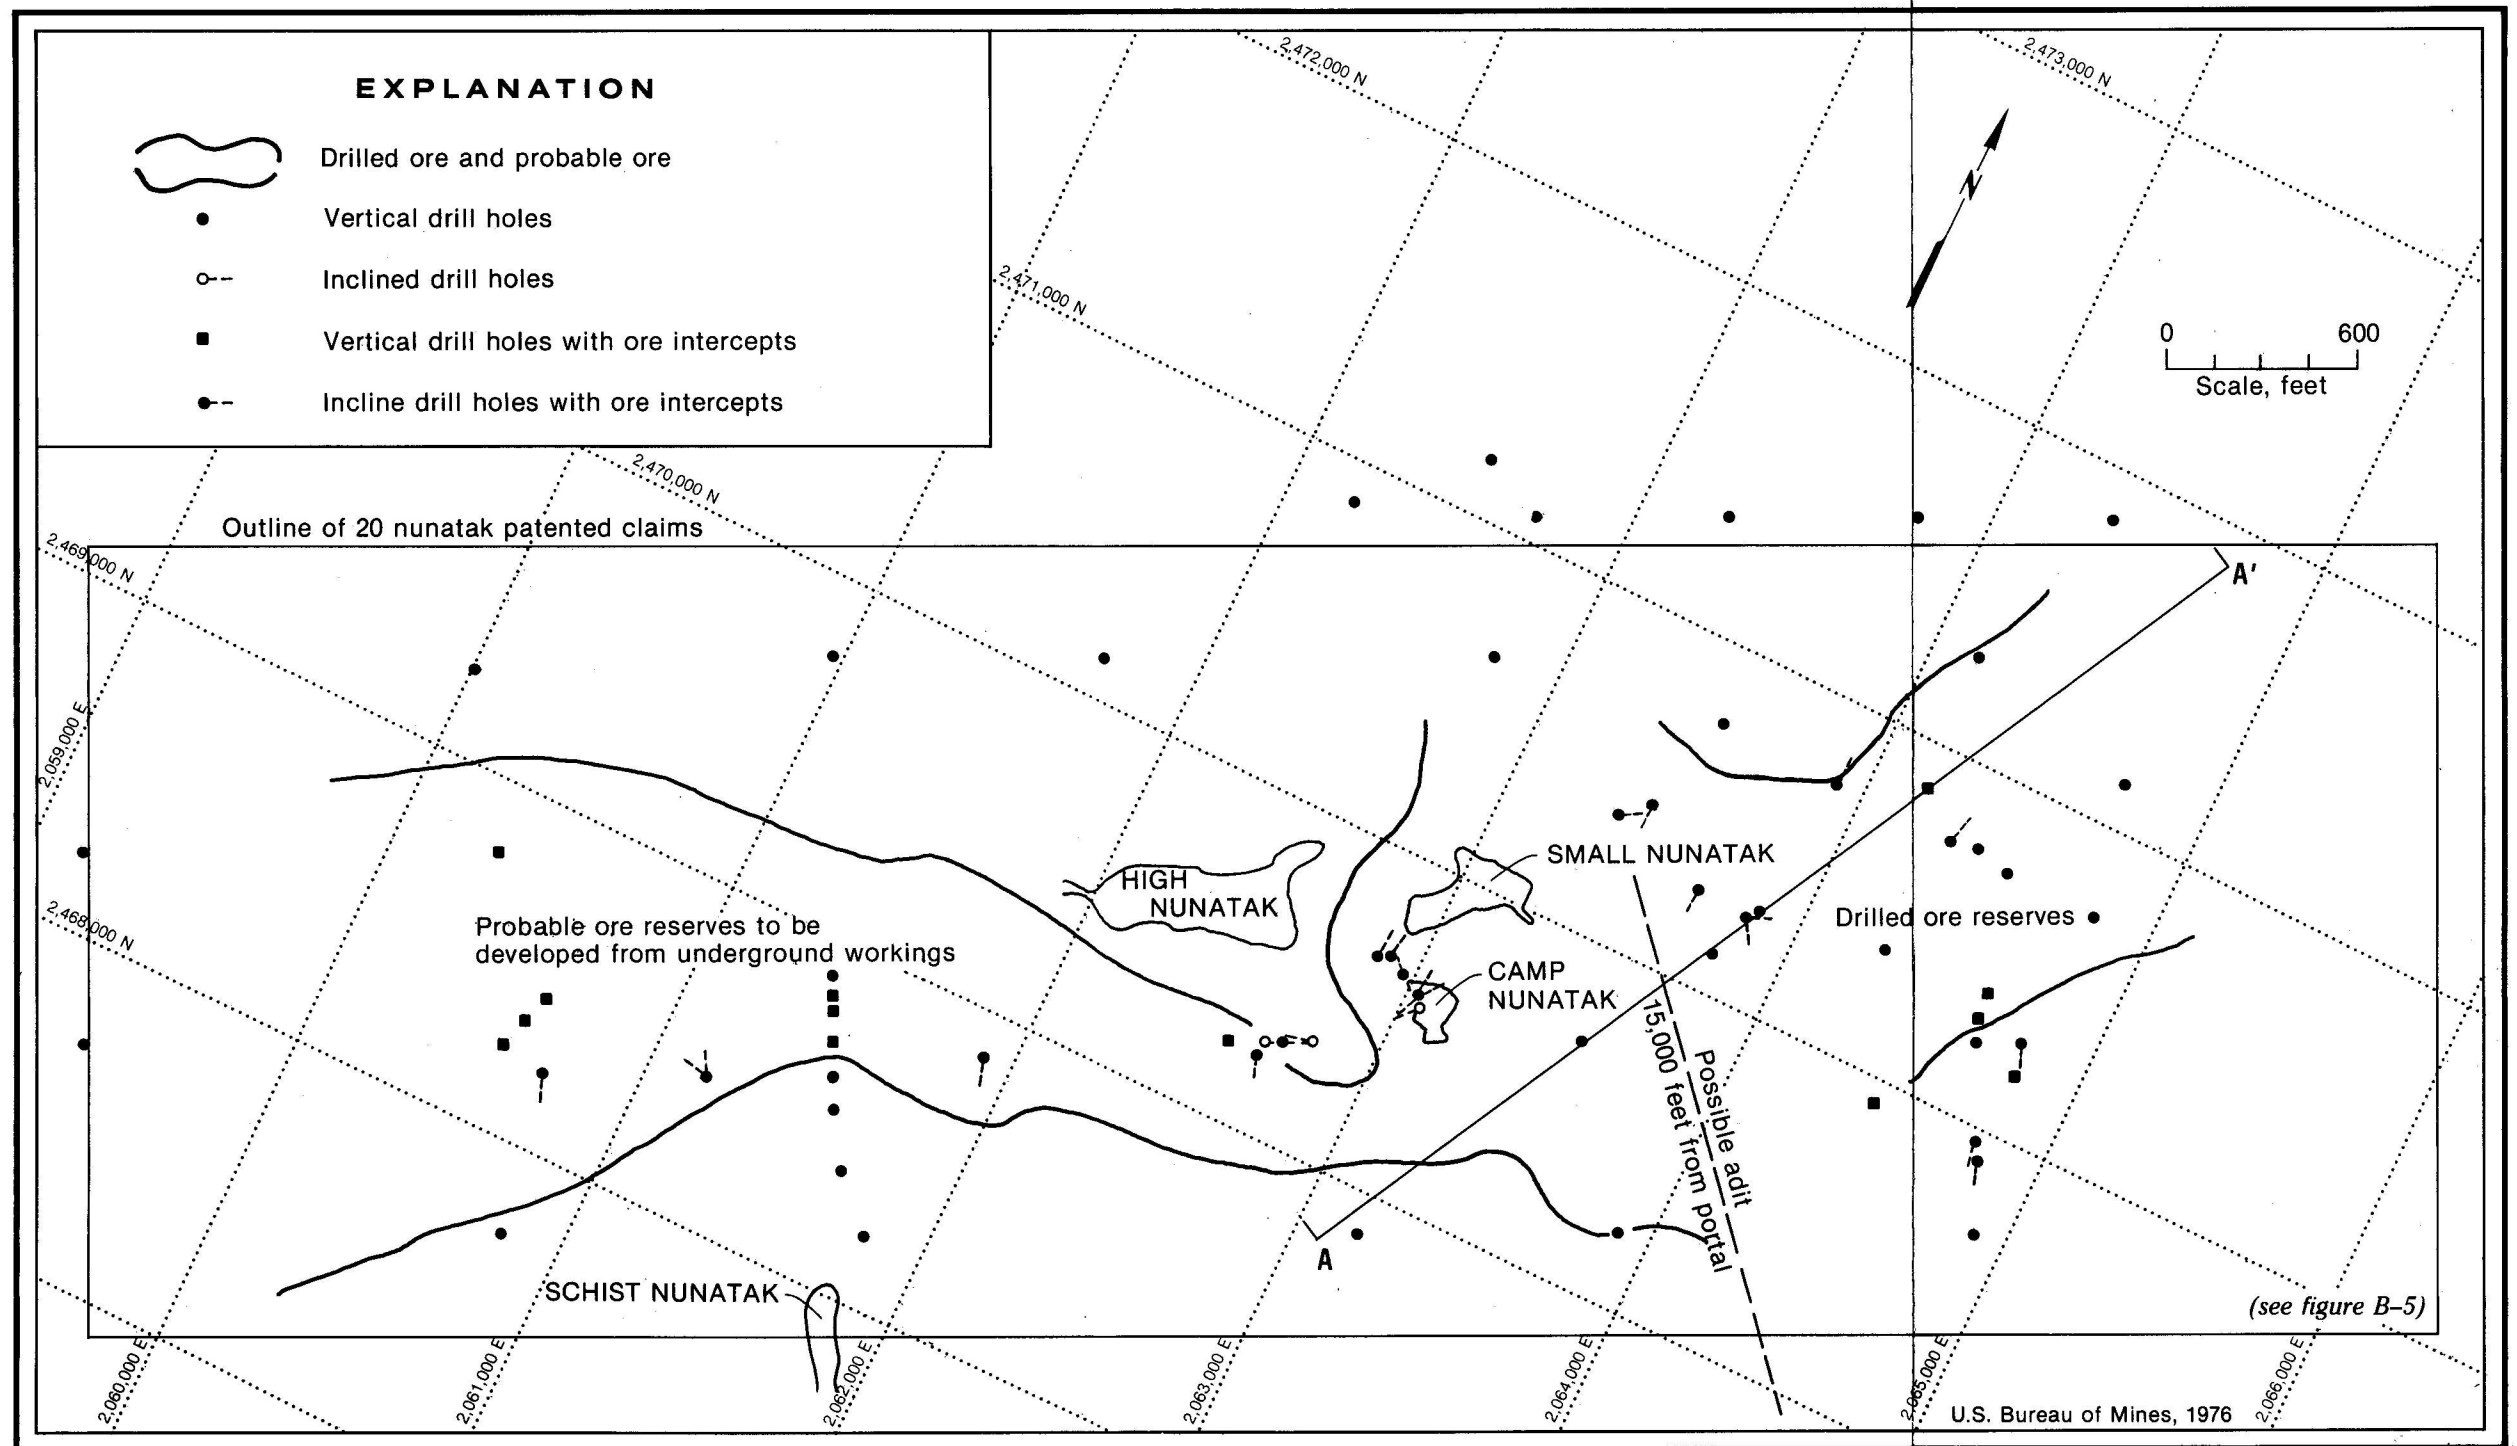 EXPLANATION
Drilled ore and probable ore
Vertical drill holes
Inclined drill holes
Vertical drill holes with ore intercepts
Incline drill holes with ore intercepts
2,472,000 N
2,473,000 N
N
2,471,000 N
0 600
Scale, feet
2,470,000 N
Outline of 20 nunatak patented claims
2,469,000 N
A'
2,059,000 E
SMALL NUNATAK
HIGH
NUNATAK
Drilled ore reserves
2,468,000 N
Probable ore reserves to be
developed from underground workings
CAMP
NUNATAK
Possible adit
15,000 feet from portal
A
SCHIST NUNATAK
(see figure B–5)
2,060,000 E
2,061,000 E
2,062,000 E
2,063,000 E
2,064,000 E
2,065,000 E
2,066,000 E
U.S. Bureau of Mines, 1976